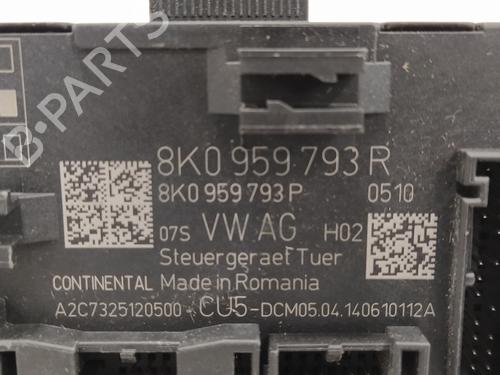 8K0 959 793 R
8K0 959 793 P 0510
07S VW AG H02
Steuergeraet Tuer
CONTINENTAL Made in Romania
A2C7325120500 - CU5-DCM05.04.140610112A